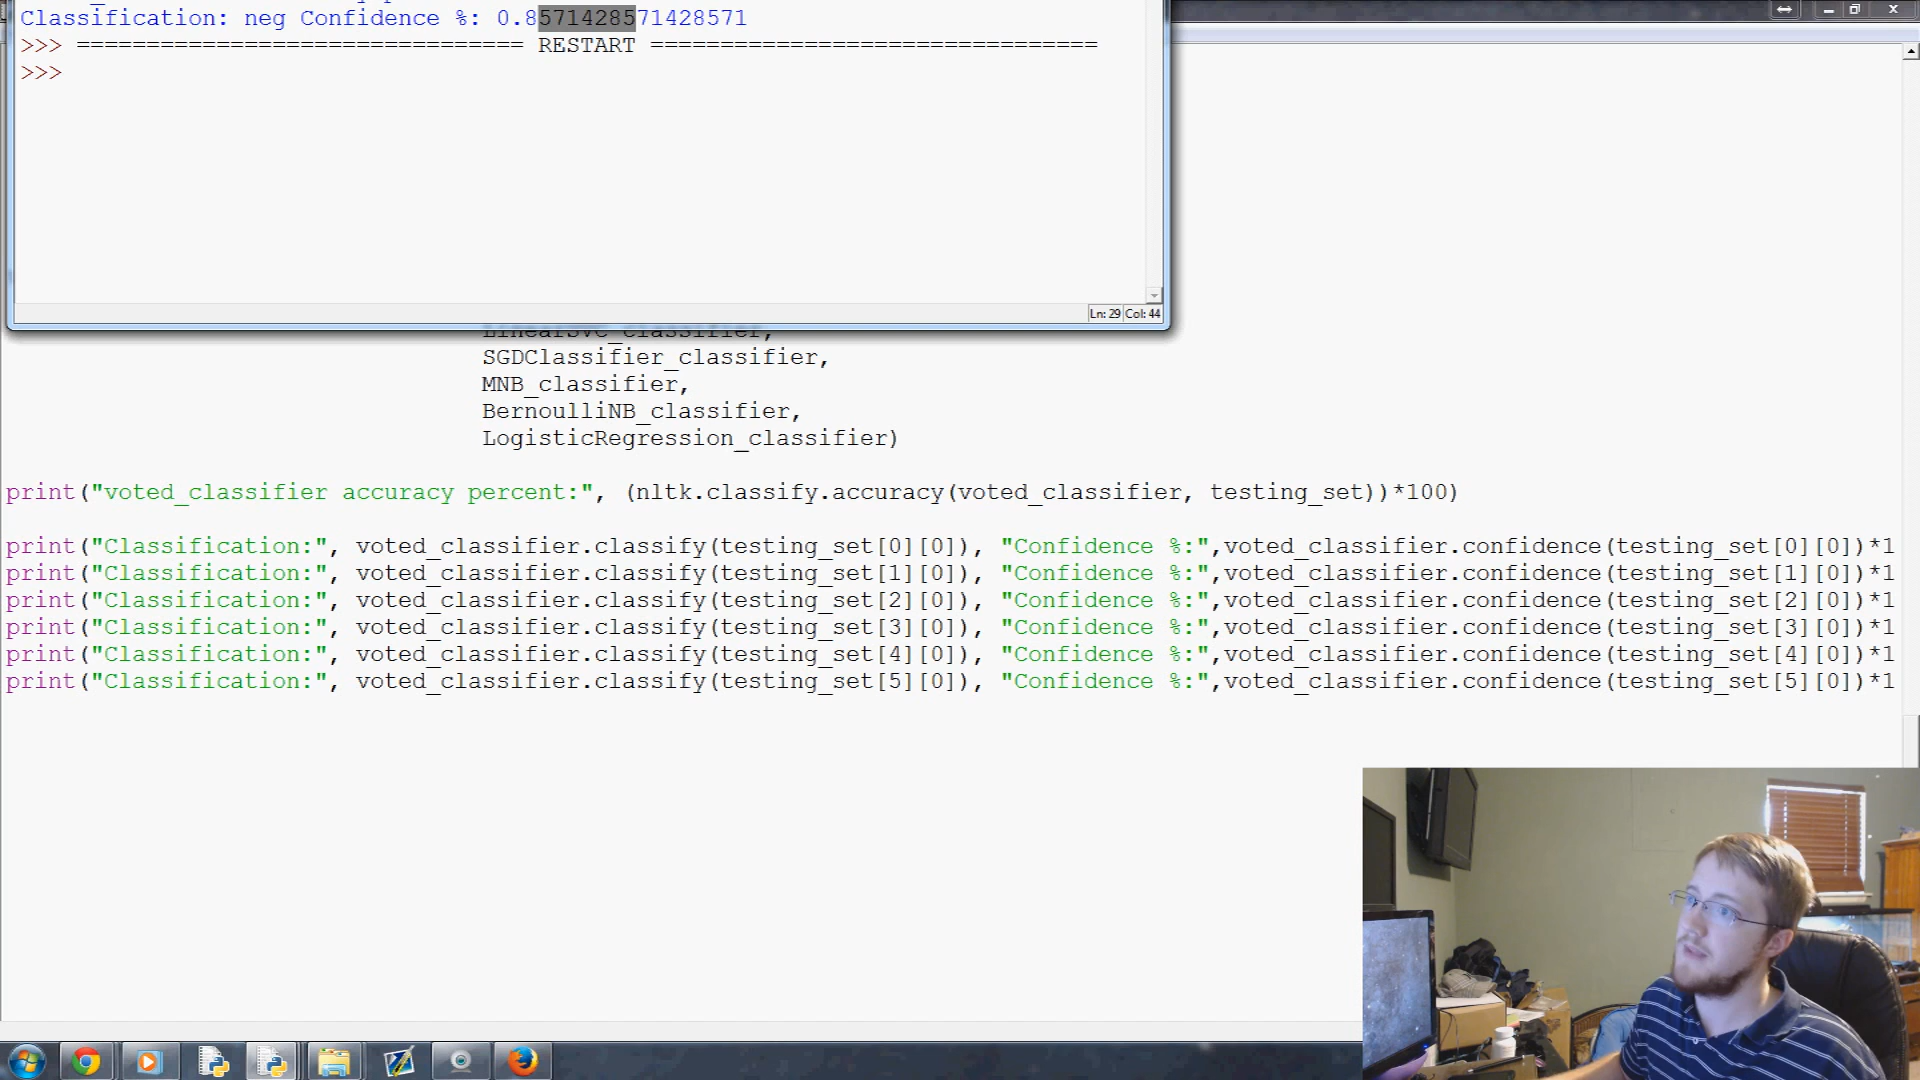 Classification: neg Confidence %: 0.8571428571428571
>>> ================================ RESTART ================================
>>>
Ln: 29 Col: 44
SGDClassifier_classifier,
MNB_classifier,
BernoulliNB_classifier,
LogisticRegression_classifier)
print("voted_classifier accuracy percent:", (nltk.classify.accuracy(voted_classifier, testing_set))*100)
print("Classification:", voted_classifier.classify(testing_set[0][0]), "Confidence %:",voted_classifier.confidence(testing_set[0][0])*1
print("Classification:", voted_classifier.classify(testing_set[1][0]), "Confidence %:",voted_classifier.confidence(testing_set[1][0])*1
print("Classification:", voted_classifier.classify(testing_set[2][0]), "Confidence %:",voted_classifier.confidence(testing_set[2][0])*1
print("Classification:", voted_classifier.classify(testing_set[3][0]), "Confidence %:",voted_classifier.confidence(testing_set[3][0])*1
print("Classification:", voted_classifier.classify(testing_set[4][0]), "Confidence %:",voted_classifier.confidence(testing_set[4][0])*1
print("Classification:", voted_classifier.classify(testing_set[5][0]), "Confidence %:",voted_classifier.confidence(testing_set[5][0])*1